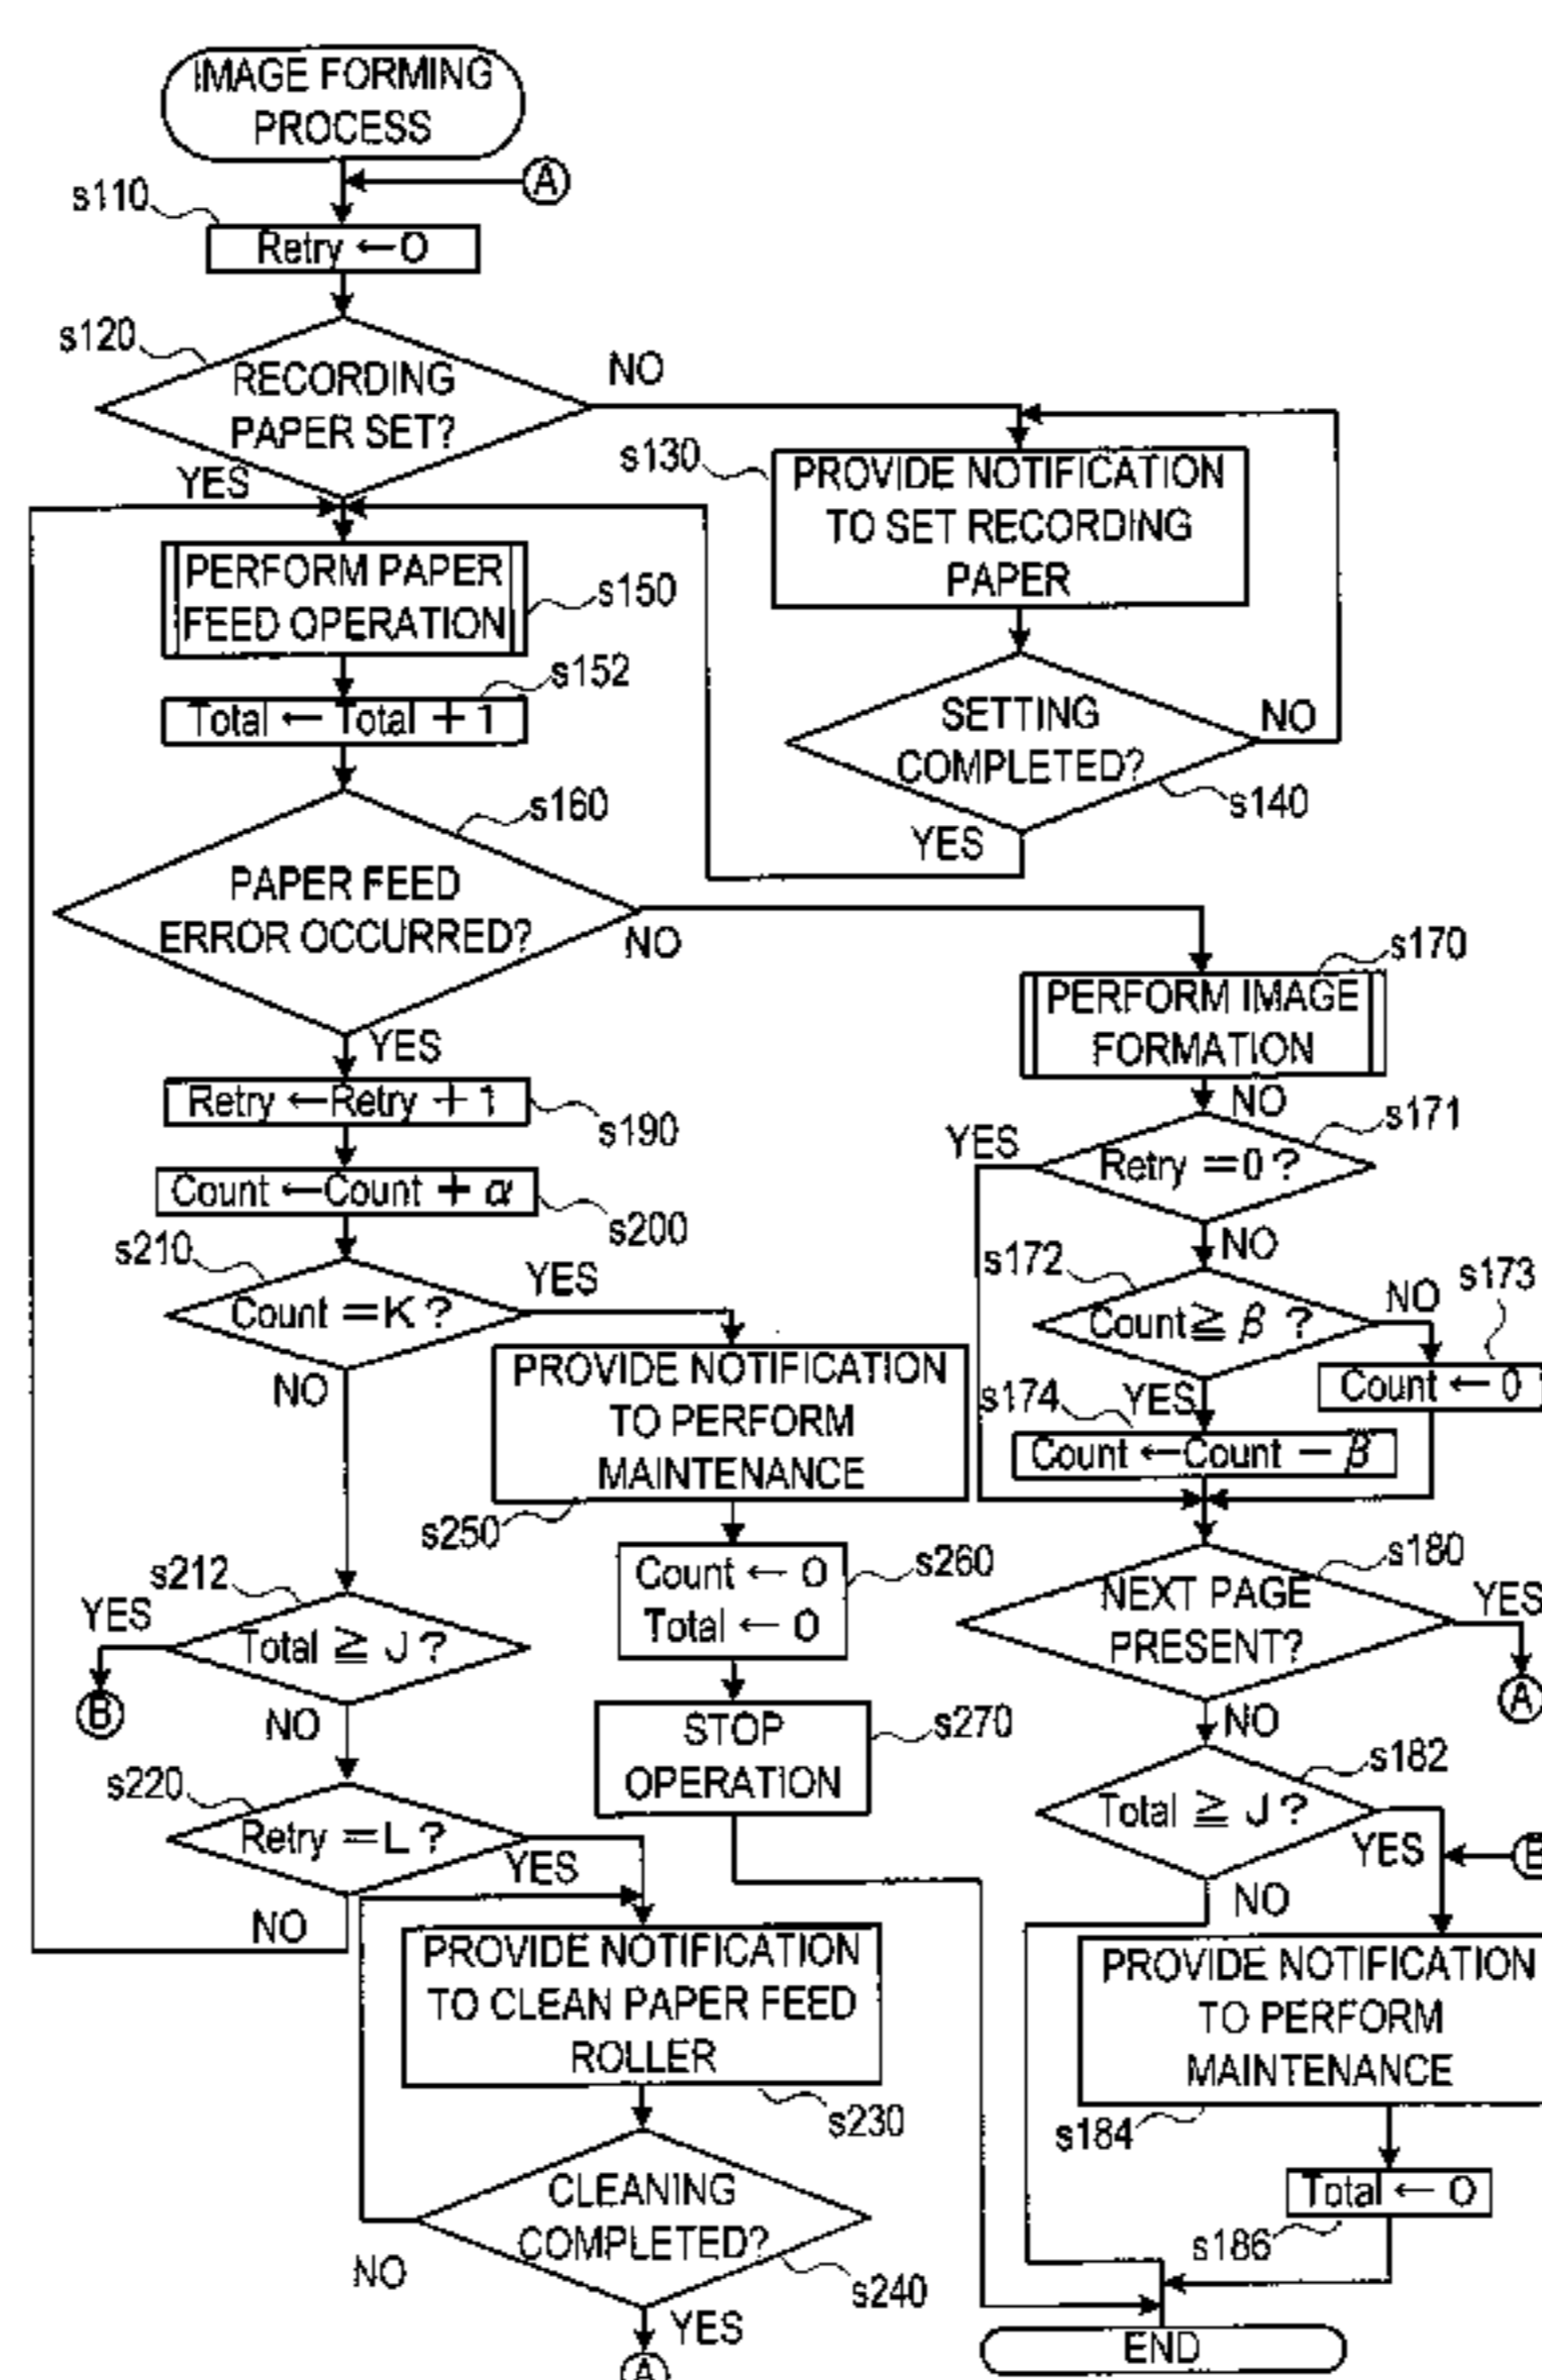 IMAGE FORMING
PROCESS
A
s110
Retry ← 0
s120
RECORDING
PAPER SET?
NO
YES
s130
PROVIDE NOTIFICATION
TO SET RECORDING
PAPER
PERFORM PAPER
FEED OPERATION
s150
s152
Total ← Total + 1
SETTING
COMPLETED?
NO
s140
YES
s160
PAPER FEED
ERROR OCCURRED?
NO
YES
s170
PERFORM IMAGE
FORMATION
NO
Retry ← Retry + 1
s190
s171
YES
Retry = 0 ?
NO
Count ← Count + α
s200
s210
Count = K ?
YES
NO
s172
Count ≧ β ?
NO
s173
Count ← 0
YES
s174
Count ← Count − β
PROVIDE NOTIFICATION
TO PERFORM
MAINTENANCE
s250
Count ← 0
Total ← 0
s260
s180
NEXT PAGE
PRESENT?
YES
A
NO
s212
YES
Total ≧ J ?
B
NO
STOP
OPERATION
s270
s182
Total ≧ J ?
YES
B
NO
s220
Retry = L ?
YES
NO
PROVIDE NOTIFICATION
TO CLEAN PAPER FEED
ROLLER
s230
PROVIDE NOTIFICATION
TO PERFORM
MAINTENANCE
s184
Total ← 0
s186
CLEANING
COMPLETED?
NO
s240
YES
A
END